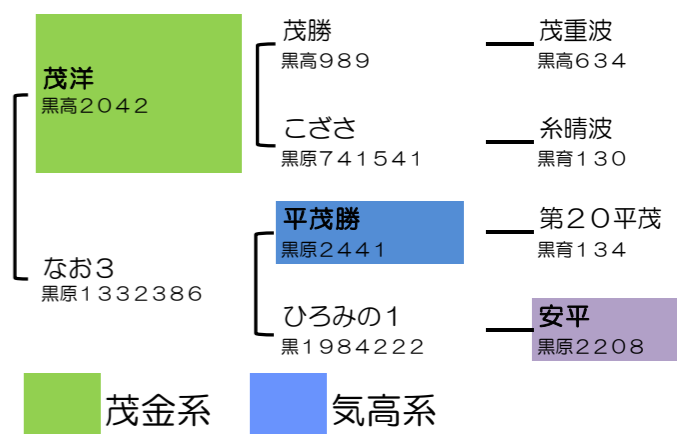 茂洋
黒高2042
なお3
黒原1332386
茂勝
黒高989
こざさ
黒原741541
平茂勝
黒原2441
ひろみの1
黒1984222
茂重波
黒高634
糸晴波
黒育130
第20平茂
黒育134
安平
黒原2208
茂金系
気高系